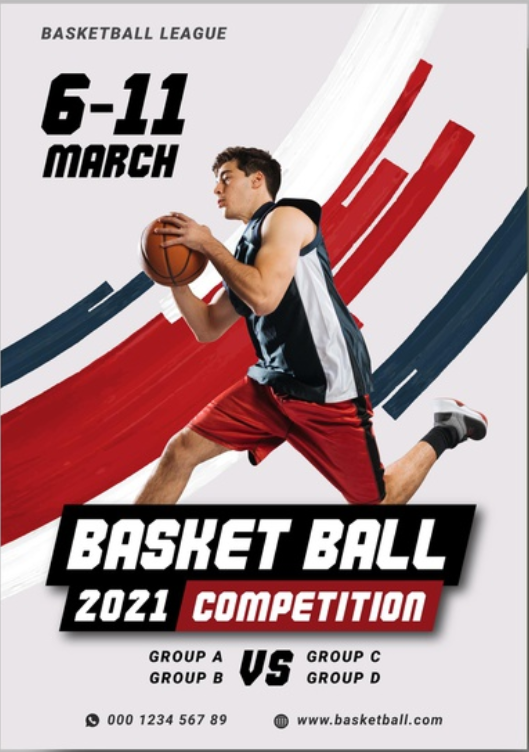 BASKETBALL LEAGUE
6-11
MARCH
BASKET BALL
2021 COMPETITION
GROUP A VS GROUP C
GROUP B GROUP D
000 1234 567 89 www.basketball.com